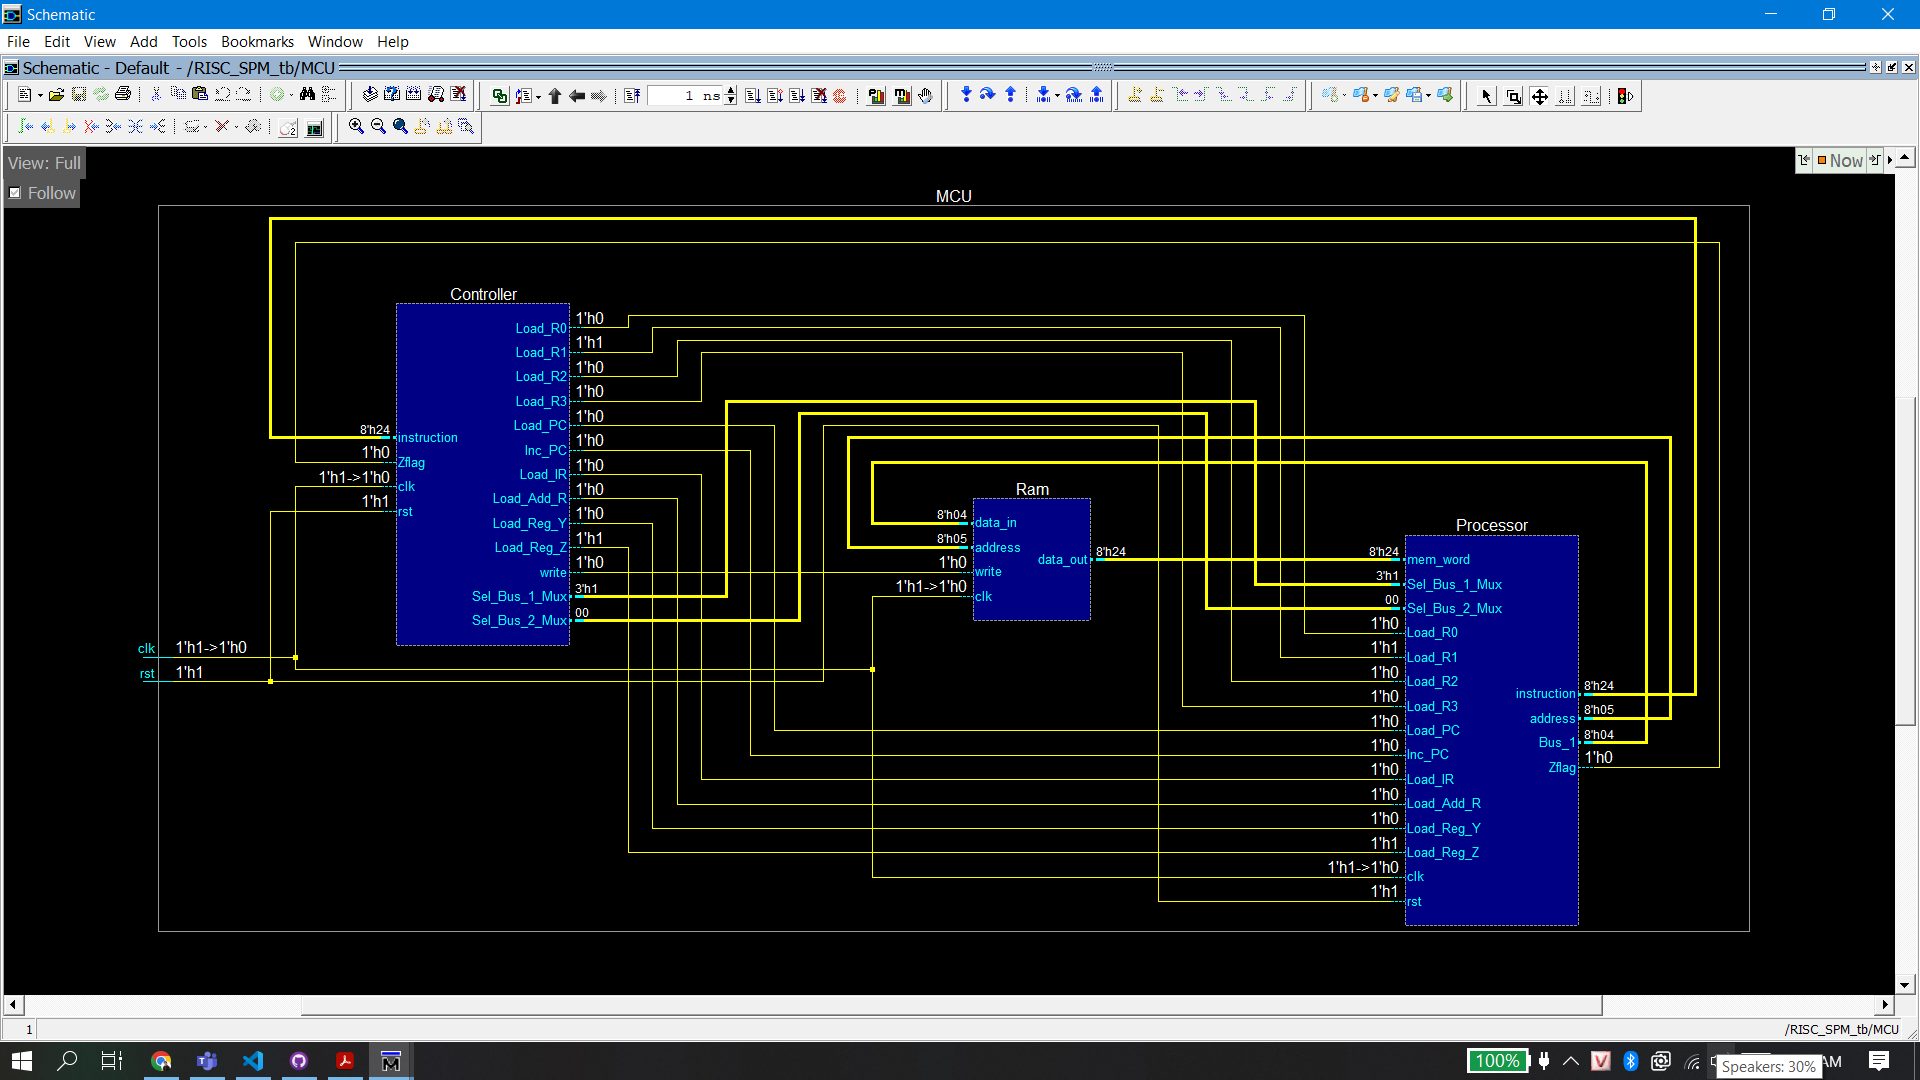 Schematic
File Edit View Add Tools Bookmarks Window Help
Schematic - Default - /RISC_SPM_tb/MCU
1 ns
View: Full
Follow
Now
MCU
Controller
Load_R0 1'h0
Load_R1 1'h1
Load_R2 1'h0
Load_R3 1'h0
Load_PC 1'h0
8'h24 instruction
Inc_PC 1'h0
1'h0 Zflag
Load_IR 1'h0
1'h1->1'h0 clk
Load_Add_R 1'h0
1'h1 rst
Load_Reg_Y 1'h0
Load_Reg_Z 1'h1
write 1'h0
Sel_Bus_1_Mux 3'h1
Sel_Bus_2_Mux 00
clk 1'h1->1'h0
rst 1'h1
Ram
8'h04 data_in
8'h05 address
data_out 8'h24
1'h0 write
1'h1->1'h0 clk
Processor
8'h24 mem_word
3'h1 Sel_Bus_1_Mux
00 Sel_Bus_2_Mux
1'h0 Load_R0
1'h1 Load_R1
1'h0 Load_R2
instruction 8'h24
1'h0 Load_R3
address 8'h05
1'h0 Load_PC
Bus_1 8'h04
1'h0 Inc_PC
Zflag 1'h0
1'h0 Load_IR
1'h0 Load_Add_R
1'h0 Load_Reg_Y
1'h1 Load_Reg_Z
1'h1->1'h0 clk
1'h1 rst
1
/RISC_SPM_tb/MCU
100%
AM
Speakers: 30%